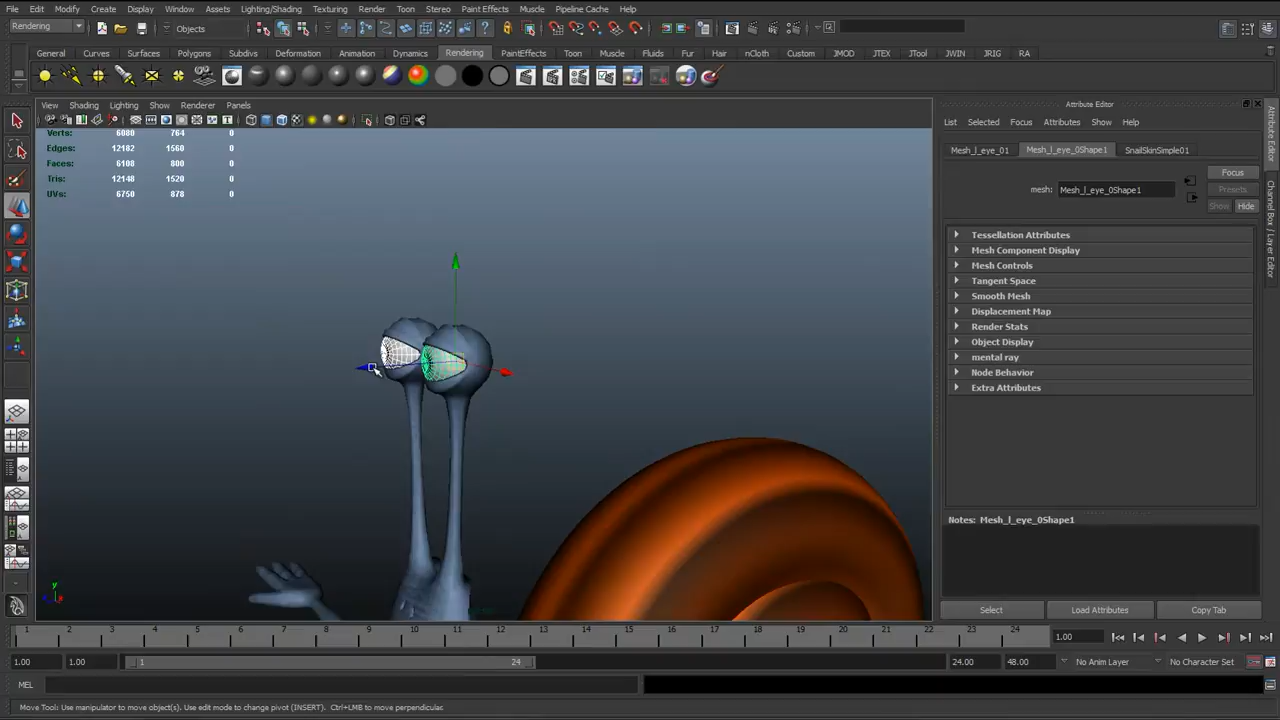 File Edit Modify Create Display Window Assets Lighting/Shading Texturing Render Toon Stereo Paint Effects Muscle Pipeline Cache Help
Rendering Objects
General Curves Surfaces Polygons Subdivs Deformation Animation Dynamics Rendering PaintEffects Toon Muscle Fluids Fur Hair nCloth Custom JMOD JTEX JTool JWIN JRIG RA
View Shading Lighting Show Renderer Panels
Verts: 6080 764 0
Edges: 12182 1560 0
Faces: 6108 800 0
Tris: 12148 1520 0
UVs: 6750 878 0
y
Attribute Editor
List Selected Focus Attributes Show Help
Mesh_l_eye_01 Mesh_l_eye_0Shape1 SnailSkinSimple01
Focus
mesh: Mesh_l_eye_0Shape1 Presets
Show Hide
Tessellation Attributes
Mesh Component Display
Mesh Controls
Tangent Space
Smooth Mesh
Displacement Map
Render Stats
Object Display
mental ray
Node Behavior
Extra Attributes
Notes: Mesh_l_eye_0Shape1
Select Load Attributes Copy Tab
Attribute Editor
Channel Box / Layer Editor
1 2 3 4 5 6 7 8 9 10 11 12 13 14 15 16 17 18 19 20 21 22 23 24 1.00
1.00 1.00 1 24 24.00 48.00 No Anim Layer No Character Set
MEL
Move Tool: Use manipulator to move object(s). Use edit mode to change pivot (INSERT). Ctrl+LMB to move perpendicular.